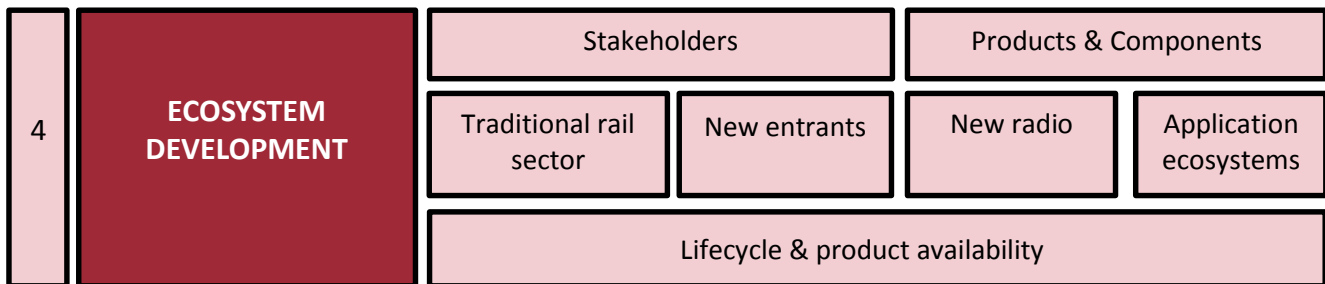 4
ECOSYSTEM
DEVELOPMENT
Stakeholders
Products & Components
Traditional rail
sector
New entrants
New radio
Application
ecosystems
Lifecycle & product availability